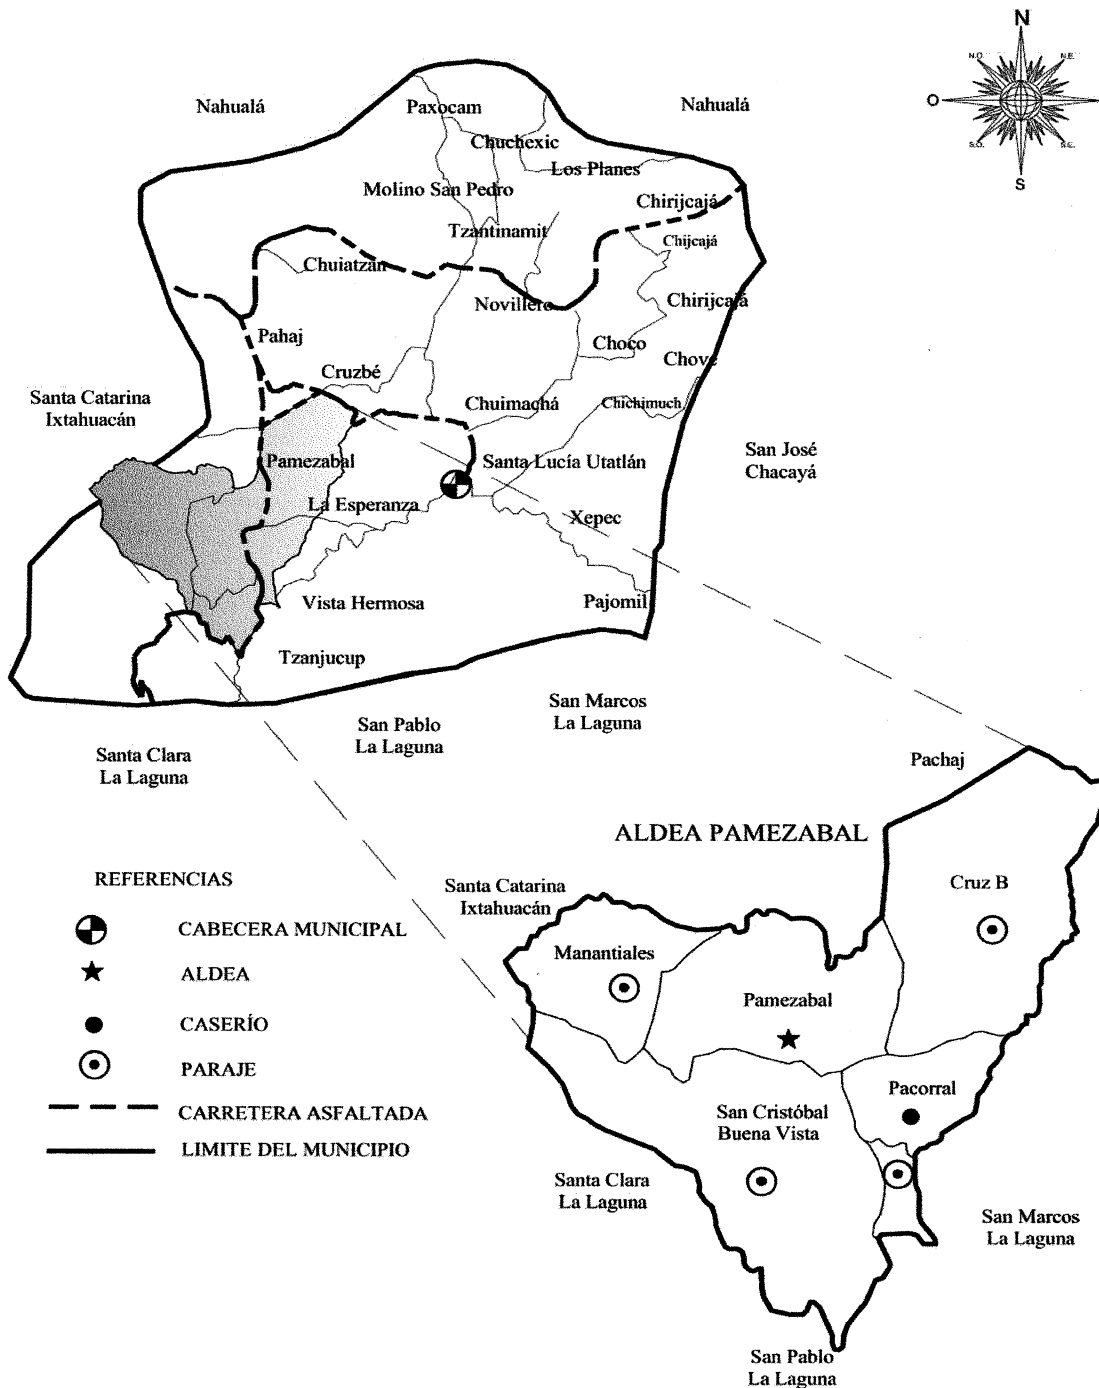 N
N.O.
N.E.
O
S.O.
S.E.
S
Nahualá
Paxocam
Nahualá
Chuchexic
Los Planes
Molino San Pedro
Chirijcajá
Tzantinamit
Chijcajá
Chuiatzán
Novillero
Chirijcajá
Pahaj
Choco
Chove
Cruzbé
Santa Catarina
Ixtahuacán
Chuimachá
Chichimuch
Pamezabal
Santa Lucía Utatlán
San José
Chacayá
La Esperanza
Xepec
Vista Hermosa
Pajomil
Tzanjucup
San Marcos
La Laguna
San Pablo
La Laguna
Santa Clara
La Laguna
Pachaj
ALDEA PAMEZABAL
REFERENCIAS
CABECERA MUNICIPAL
ALDEA
CASERÍO
PARAJE
CARRETERA ASFALTADA
LIMITE DEL MUNICIPIO
Santa Catarina
Ixtahuacán
Cruz B
Manantiales
Pamezabal
Pacorral
San Cristóbal
Buena Vista
Santa Clara
La Laguna
San Marcos
La Laguna
San Pablo
La Laguna